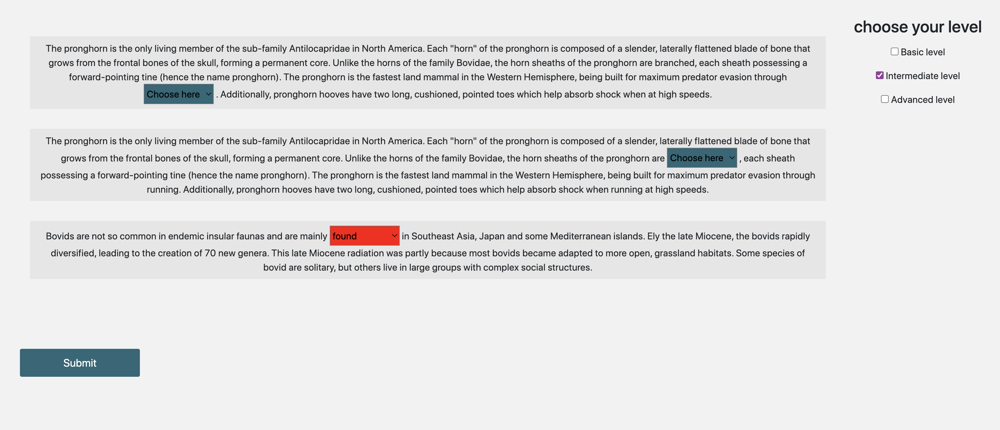 choose your level
Basic level
Intermediate level
Advanced level
The pronghorn is the only living member of the sub-family Antilocapridae in North America. Each "horn" of the pronghorn is composed of a slender, laterally flattened blade of bone that
grows from the frontal bones of the skull, forming a permanent core. Unlike the horns of the family Bovidae, the horn sheaths of the pronghorn are branched, each sheath possessing a
forward-pointing tine (hence the name pronghorn). The pronghorn is the fastest land mammal in the Western Hemisphere, being built for maximum predator evasion through
Choose here . Additionally, pronghorn hooves have two long, cushioned, pointed toes which help absorb shock when at high speeds.
The pronghorn is the only living member of the sub-family Antilocapridae in North America. Each "horn" of the pronghorn is composed of a slender, laterally flattened blade of bone that
grows from the frontal bones of the skull, forming a permanent core. Unlike the horns of the family Bovidae, the horn sheaths of the pronghorn are Choose here , each sheath
possessing a forward-pointing tine (hence the name pronghorn). The pronghorn is the fastest land mammal in the Western Hemisphere, being built for maximum predator evasion through
running. Additionally, pronghorn hooves have two long, cushioned, pointed toes which help absorb shock when running at high speeds.
Bovids are not so common in endemic insular faunas and are mainly found in Southeast Asia, Japan and some Mediterranean islands. Ely the late Miocene, the bovids rapidly
diversified, leading to the creation of 70 new genera. This late Miocene radiation was partly because most bovids became adapted to more open, grassland habitats. Some species of
bovid are solitary, but others live in large groups with complex social structures.
Submit